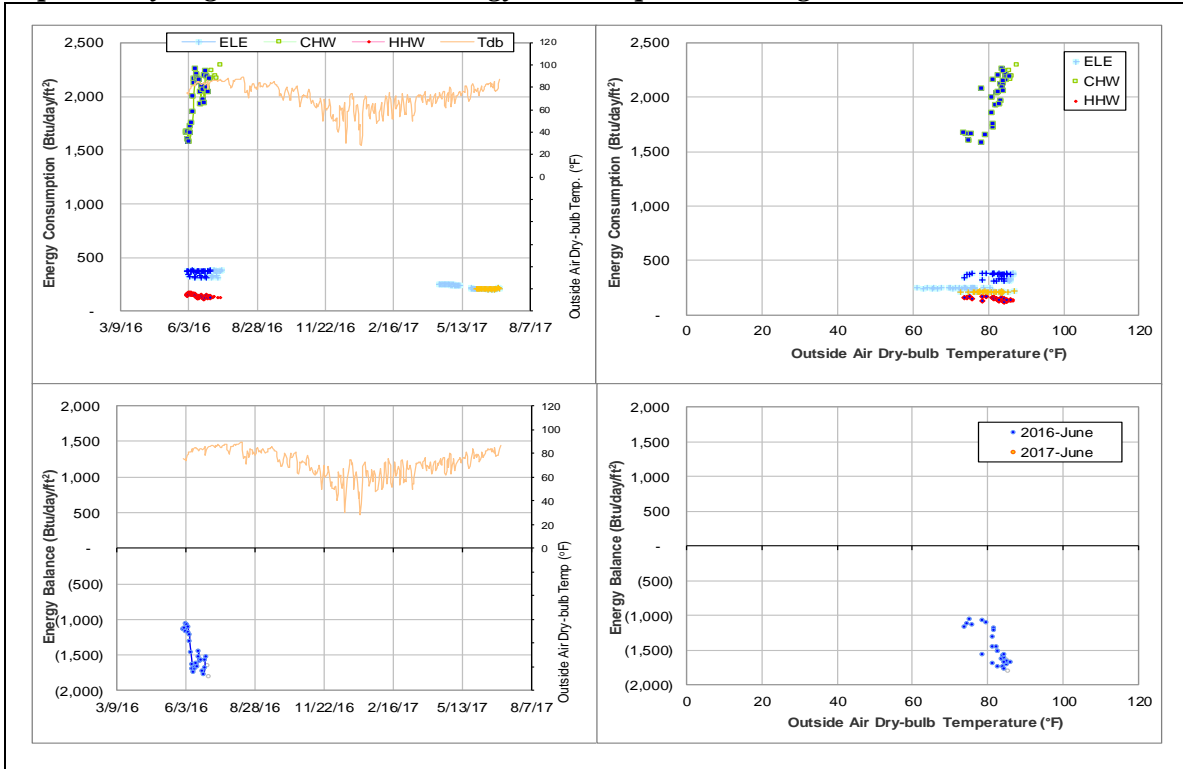 ELE CHW HHW Tdb
Energy Consumption (Btu/day/ft²)
2,500
2,000
1,500
1,000
500
-
120
100
80
60
40
20
0
Outside Air Dry-bulb Temp. (°F)
3/9/16 6/3/16 8/28/16 11/22/16 2/16/17 5/13/17 8/7/17
Energy Consumption (Btu/day/ft²)
2,500
2,000
1,500
1,000
500
-
ELE
CHW
HHW
0 20 40 60 80 100 120
Outside Air Dry-bulb Temperature (°F)
Energy Balance (Btu/day/ft²)
2,000
1,500
1,000
500
-
(500)
(1,000)
(1,500)
(2,000)
120
100
80
60
40
20
0
Outside Air Dry-bulb Temp (°F)
3/9/16 6/3/16 8/28/16 11/22/16 2/16/17 5/13/17 8/7/17
Energy Balance (Btu/day/ft²)
2,000
1,500
1,000
500
-
(500)
(1,000)
(1,500)
(2,000)
2016-June
2017-June
0 20 40 60 80 100 120
Outside Air Dry-bulb Temperature (°F)